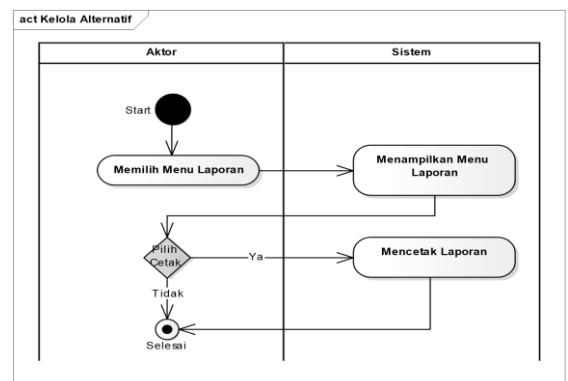 act Kelola Alternatif
Aktor
Sistem
Start
Memilih Menu Laporan
Menampilkan Menu
Laporan
Pilih
Cetak
Ya
Mencetak Laporan
Tidak
Selesai